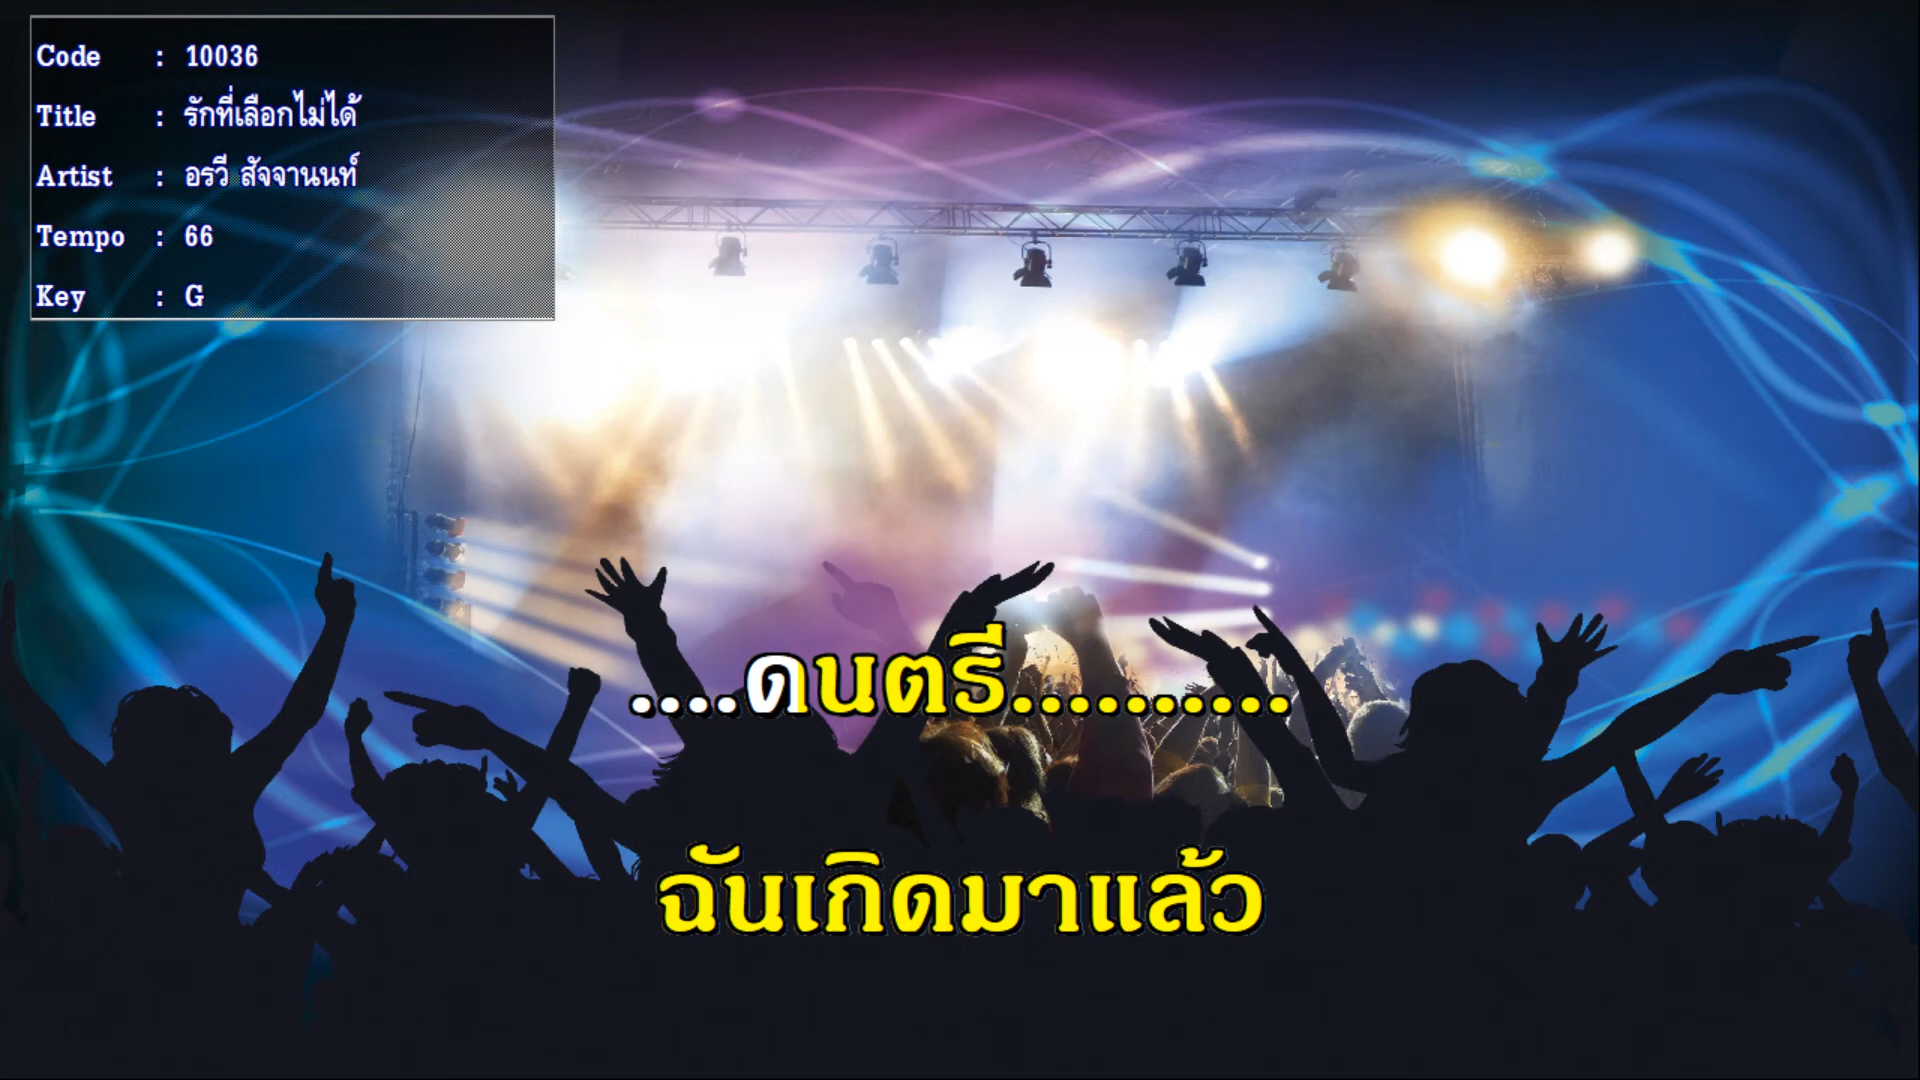 Code : 10036
Title : รักที่เลือกไม่ได้
Artist : อรวี สัจจานนท์
Tempo : 66
Key : G
....ดนตรี..........
ฉันเกิดมาแล้ว